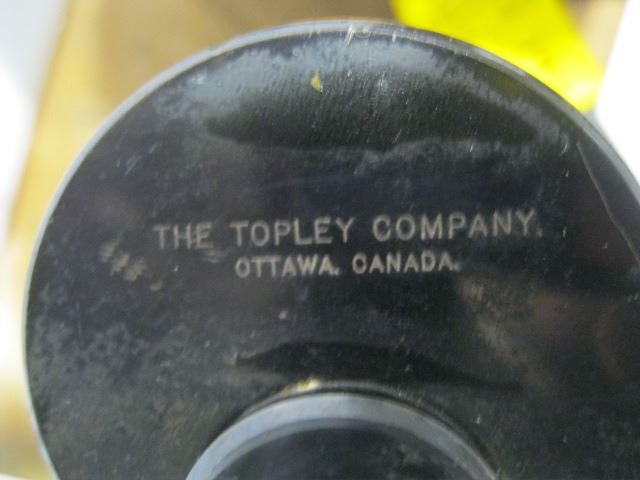 THE TOPLEY COMPANY.
OTTAWA. CANADA.